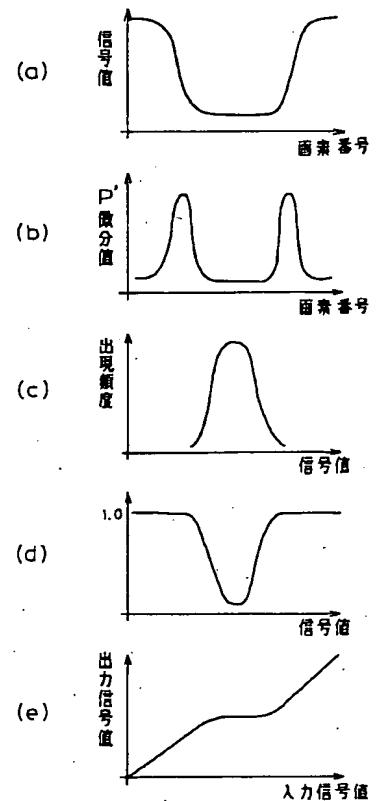 (a)
信号値
画素番号
(b)
P'
微分値
画素番号
(c)
出現頻度
信号値
(d)
1.0
信号値
(e)
出力信号値
入力信号値